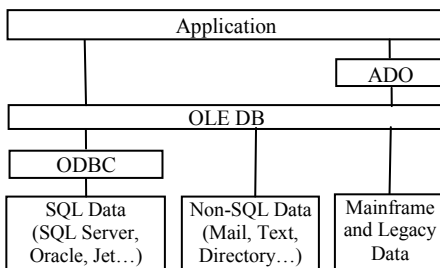 Application
ADO
OLE DB
ODBC
SQL Data
(SQL Server,
Oracle, Jet…)
Non-SQL Data
(Mail, Text,
Directory…)
Mainframe
and Legacy
Data